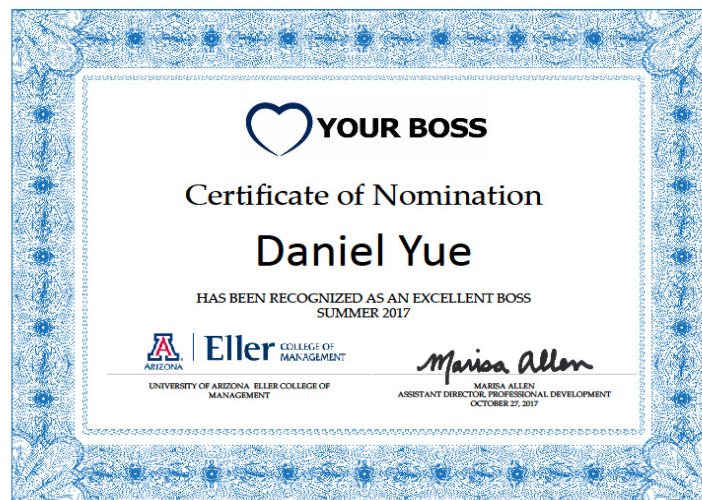 YOUR BOSS
Certificate of Nomination
Daniel Yue
HAS BEEN RECOGNIZED AS AN EXCELLENT BOSS
SUMMER 2017
A
ARIZONA
Eller COLLEGE OF
MANAGEMENT
UNIVERSITY OF ARIZONA ELLER COLLEGE OF
MANAGEMENT
Marisa Allen
MARISA ALLEN
ASSISTANT DIRECTOR, PROFESSIONAL DEVELOPMENT
OCTOBER 27, 2017